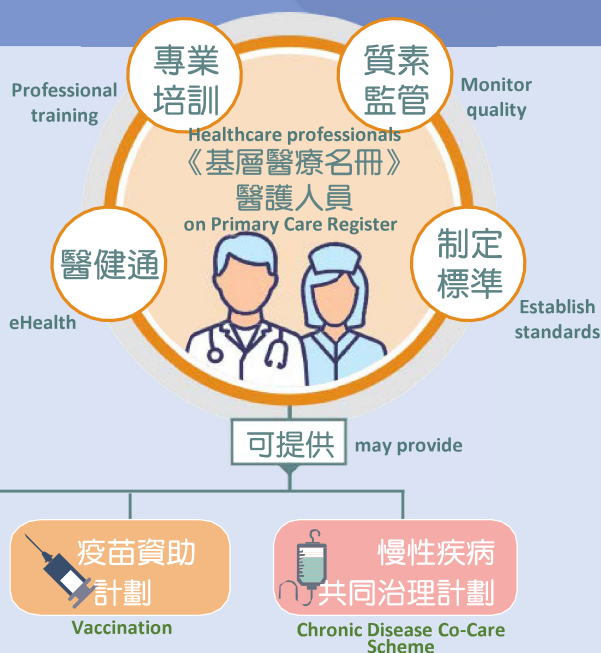 專業
培訓
Professional
training
質素
監管
Monitor
quality
Healthcare professionals
《基層醫療名冊》
醫護人員
on Primary Care Register
醫健通
eHealth
制定
標準
Establish
standards
可提供
may provide
疫苗資助
計劃
Vaccination
慢性疾病
共同治理計劃
Chronic Disease Co-Care
Scheme